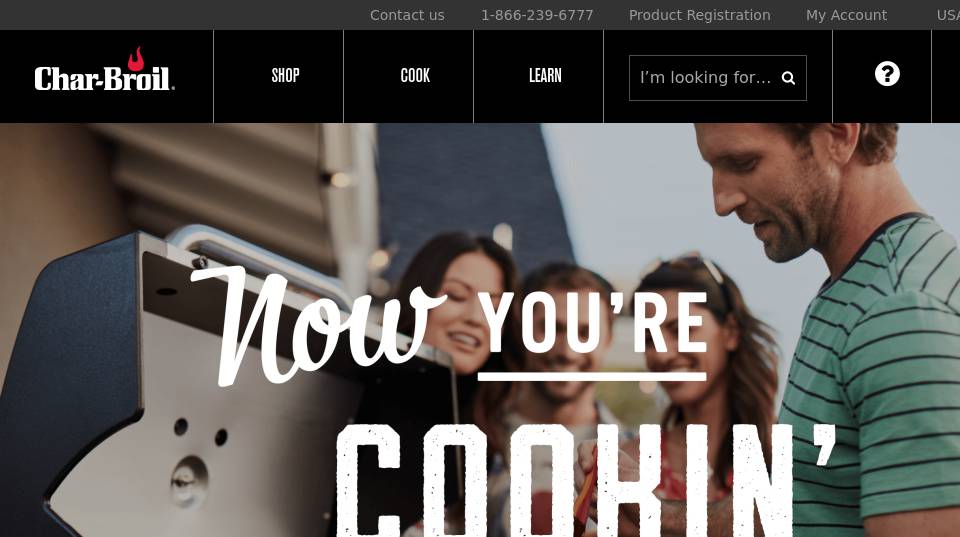 Contact us 1-866-239-6777 Product Registration My Account USA
Char-Broil® SHOP COOK LEARN I'm looking for... ?
Now YOU'RE
COOKIN'